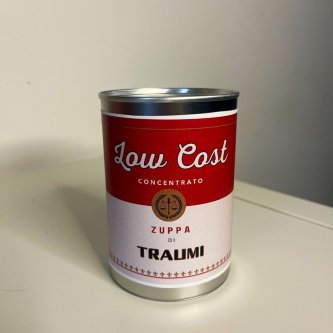 Low Cost
CONCENTRATO
ZUPPA
DI
TRAUMI